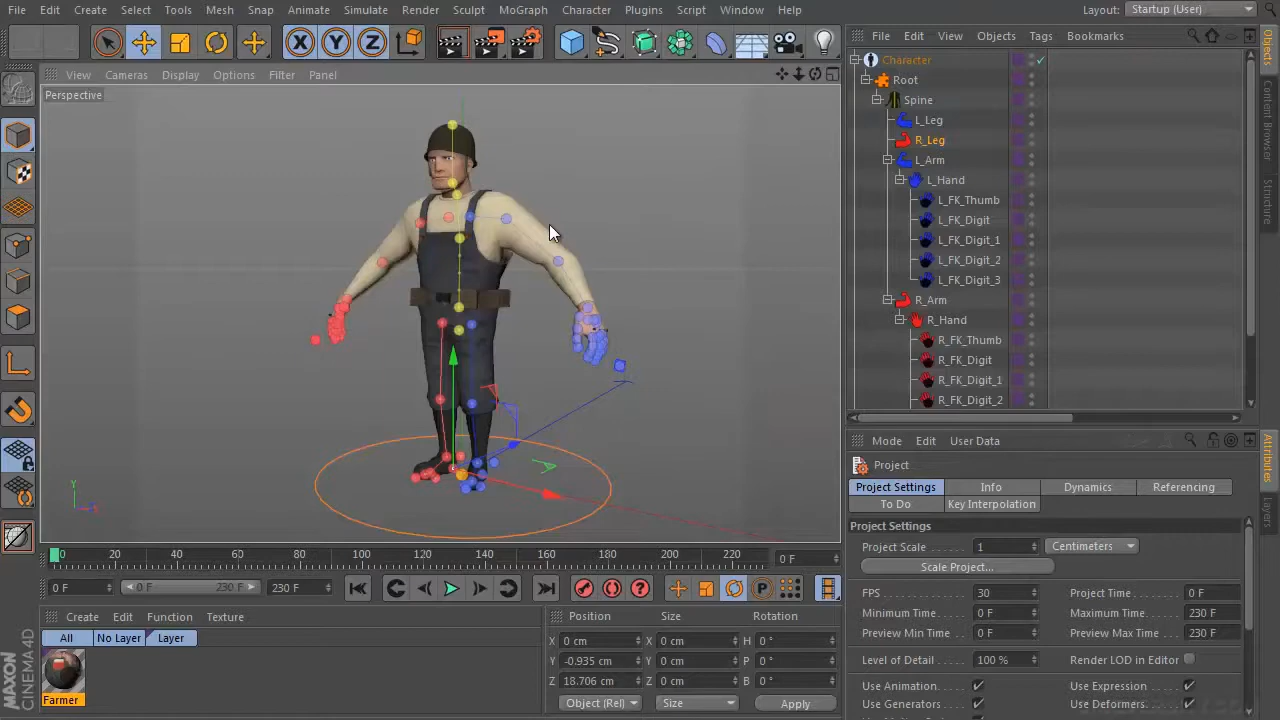 File Edit Create Select Tools Mesh Snap Animate Simulate Render Sculpt MoGraph Character Plugins Script Window Help Layout: Startup (User)
X Y Z
File Edit View Objects Tags Bookmarks
View Cameras Display Options Filter Panel
Perspective
Character
Root
Spine
L_Leg
R_Leg
L_Arm
L_Hand
L_FK_Thumb
L_FK_Digit
L_FK_Digit_1
L_FK_Digit_2
L_FK_Digit_3
R_Arm
R_Hand
R_FK_Thumb
R_FK_Digit
R_FK_Digit_1
R_FK_Digit_2
Objects
Content Browser
Structure
Y
Mode Edit User Data
Project
Project Settings Info Dynamics Referencing
To Do Key Interpolation
Project Settings
Project Scale 1 Centimeters
Scale Project...
FPS 30 Project Time 0 F
Minimum Time 0 F Maximum Time 230 F
Preview Min Time 0 F Preview Max Time 230 F
Level of Detail 100 % Render LOD in Editor
Use Animation Use Expression
Use Generators Use Deformers
Attributes
Layers
0 20 40 60 80 100 120 140 160 180 200 220 0 F
0 F 0 F 230 F 230 F
P
Create Edit Function Texture
All No Layer Layer
Farmer
Position Size Rotation
X 0 cm X 0 cm H 0 °
Y -0.935 cm Y 0 cm P 0 °
Z 18.706 cm Z 0 cm B 0 °
Object (Rel) Size Apply
MAXON
CINEMA 4D